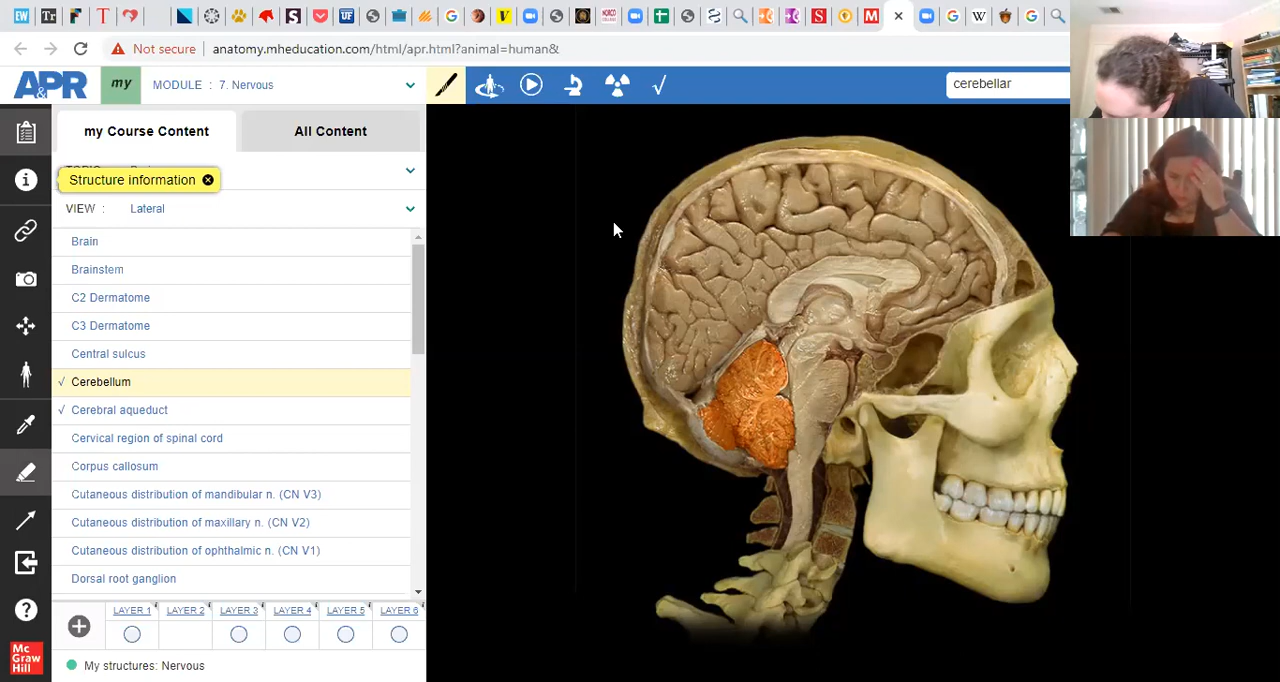 EW Tr F T S UF G V S M G W G
Not secure anatomy.mheducation.com/html/apr.html?animal=human&
A&PR my MODULE : 7. Nervous cerebellar
my Course Content All Content
Structure information
VIEW : Lateral
Brain
Brainstem
C2 Dermatome
C3 Dermatome
Central sulcus
√ Cerebellum
√ Cerebral aqueduct
Cervical region of spinal cord
Corpus callosum
Cutaneous distribution of mandibular n. (CN V3)
Cutaneous distribution of maxillary n. (CN V2)
Cutaneous distribution of ophthalmic n. (CN V1)
Dorsal root ganglion
LAYER 1 LAYER 2 LAYER 3 LAYER 4 LAYER 5 LAYER 6
Mc
Graw
Hill
My structures: Nervous